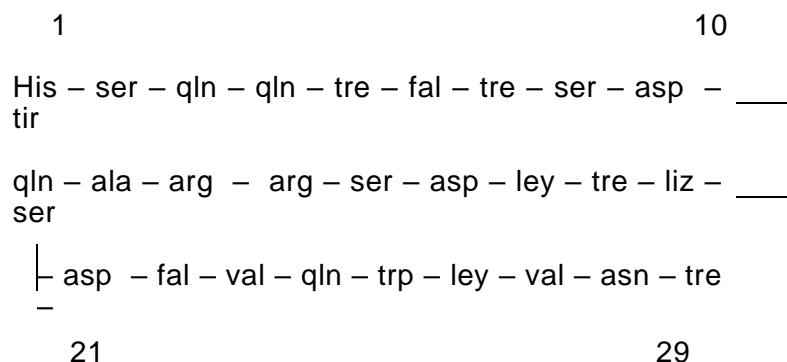 1 10
His – ser – qln – qln – tre – fal – tre – ser – asp –
tir
qln – ala – arg – arg – ser – asp – ley – tre – liz –
ser
– asp – fal – val – qln – trp – ley – val – asn – tre
–
21 29